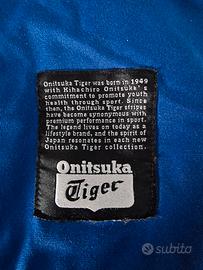 Onitsuka Tiger was born in 1949
with Kihachiro Onitsuka's
commitment to promote youth
health through sport. Since
then, the Onitsuka Tiger stripes
have become synonymous with
premium performance in sport.
The legend lives on today as a
lifestyle brand, and the spirit of
Japan resonates in each new
Onitsuka Tiger collection.
Onitsuka
Tiger
subito